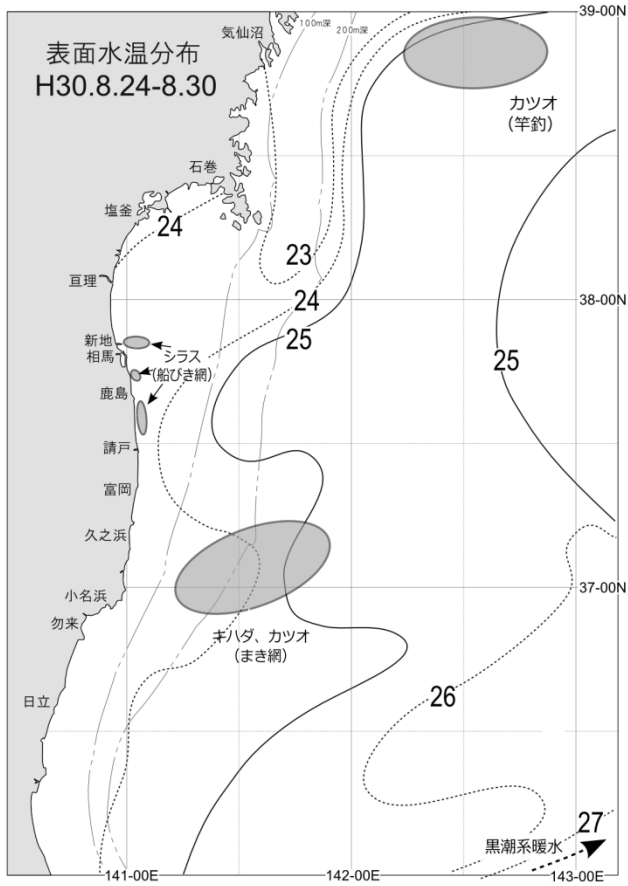 表面水温分布
H30.8.24-8.30
気仙沼
100m深
200m深
39-00N
カツオ
(竿釣)
石巻
塩釜
24
23
亘理
24
38-00N
新地
25
相馬
シラス
(船びき網)
25
鹿島
請戸
富岡
久之浜
37-00N
小名浜
勿来
キハダ、カツオ
(まき網)
日立
26
27
黒潮系暖水
141-00E
142-00E
143-00E